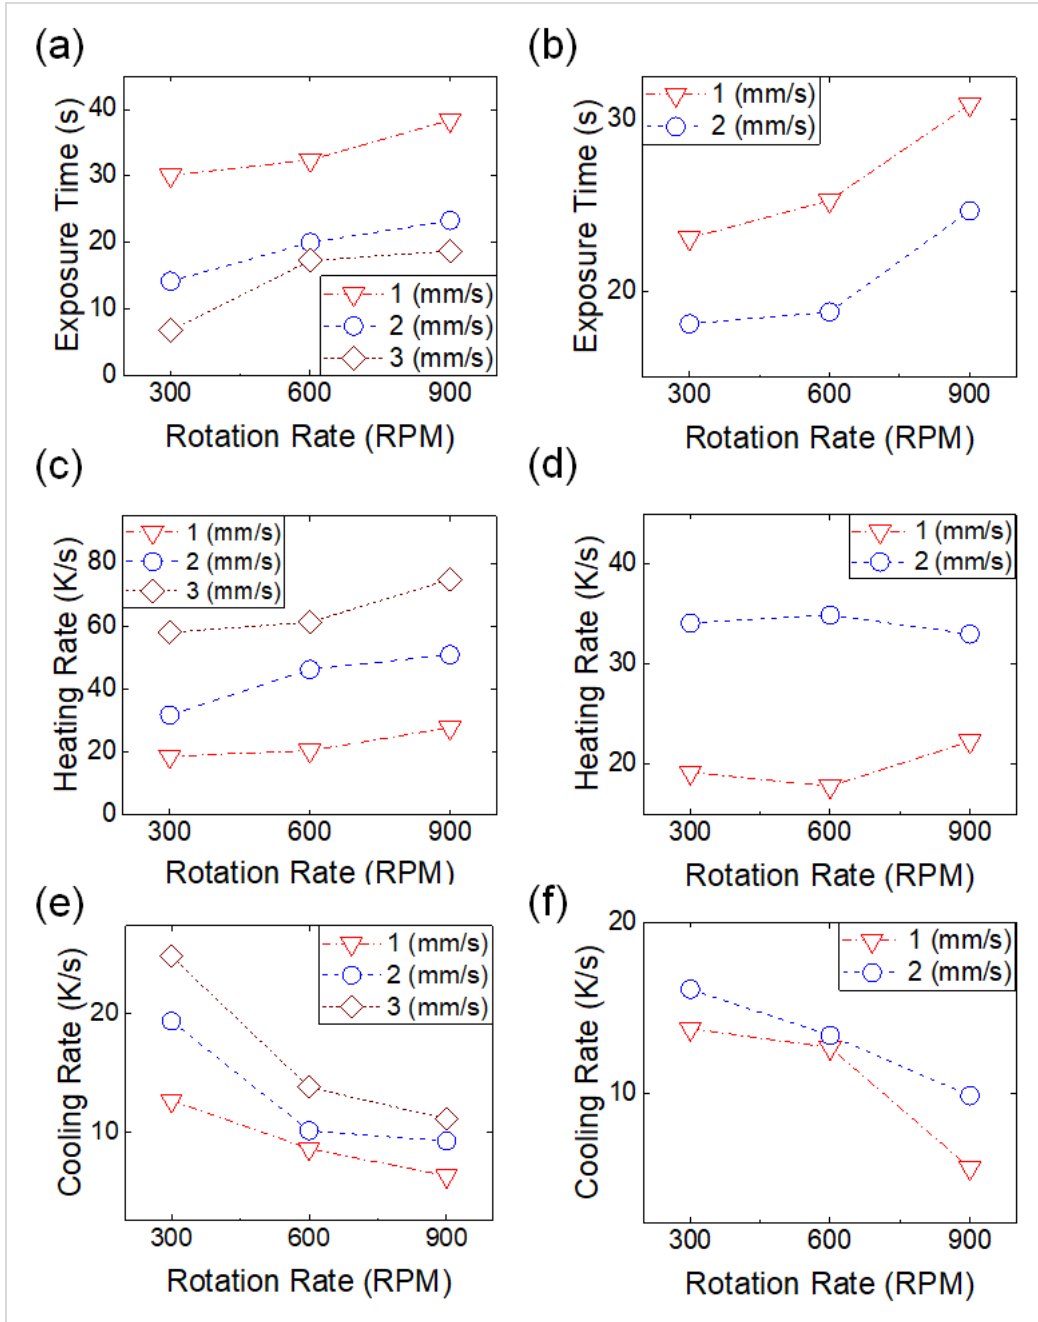 (a)
Exposure Time (s)
40
30
20
10
0
1 (mm/s)
2 (mm/s)
3 (mm/s)
300 600 900
Rotation Rate (RPM)
(b)
Exposure Time (s)
30
20
1 (mm/s)
2 (mm/s)
300 600 900
Rotation Rate (RPM)
(c)
Heating Rate (K/s)
80
60
40
20
0
1 (mm/s)
2 (mm/s)
3 (mm/s)
300 600 900
Rotation Rate (RPM)
(d)
Heating Rate (K/s)
40
30
20
1 (mm/s)
2 (mm/s)
300 600 900
Rotation Rate (RPM)
(e)
Cooling Rate (K/s)
20
10
1 (mm/s)
2 (mm/s)
3 (mm/s)
300 600 900
Rotation Rate (RPM)
(f)
Cooling Rate (K/s)
20
10
1 (mm/s)
2 (mm/s)
300 600 900
Rotation Rate (RPM)